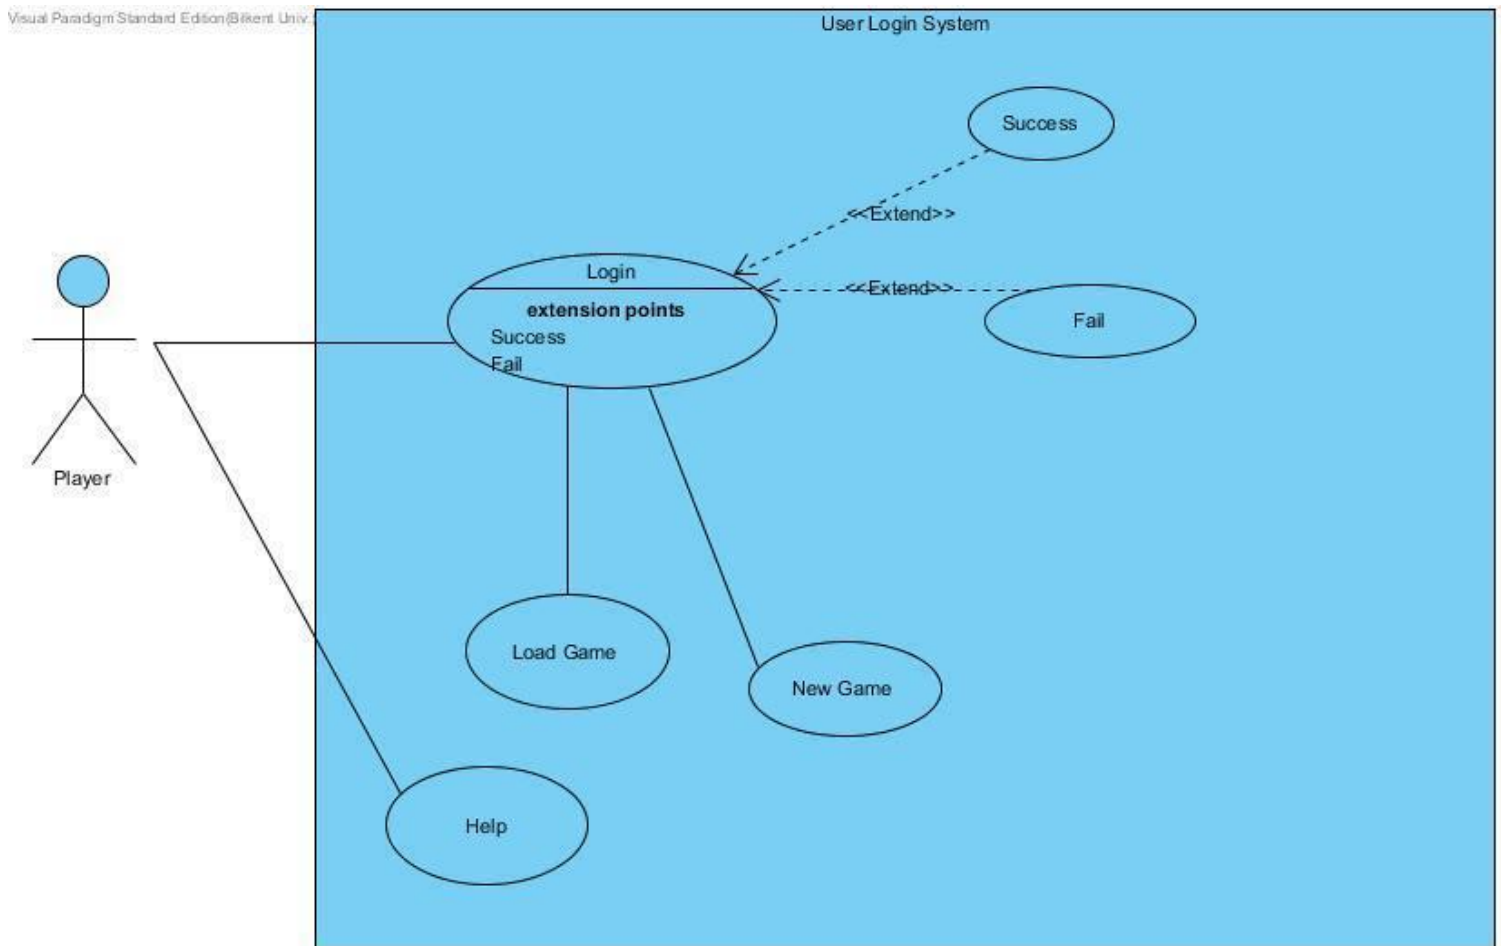 Visual Paradigm Standard Edition(Bilkent Univ.
User Login System
Success
<<Extend>>
Login
<<Extend>>
extension points
Success
Fail
Fail
Player
Load Game
New Game
Help